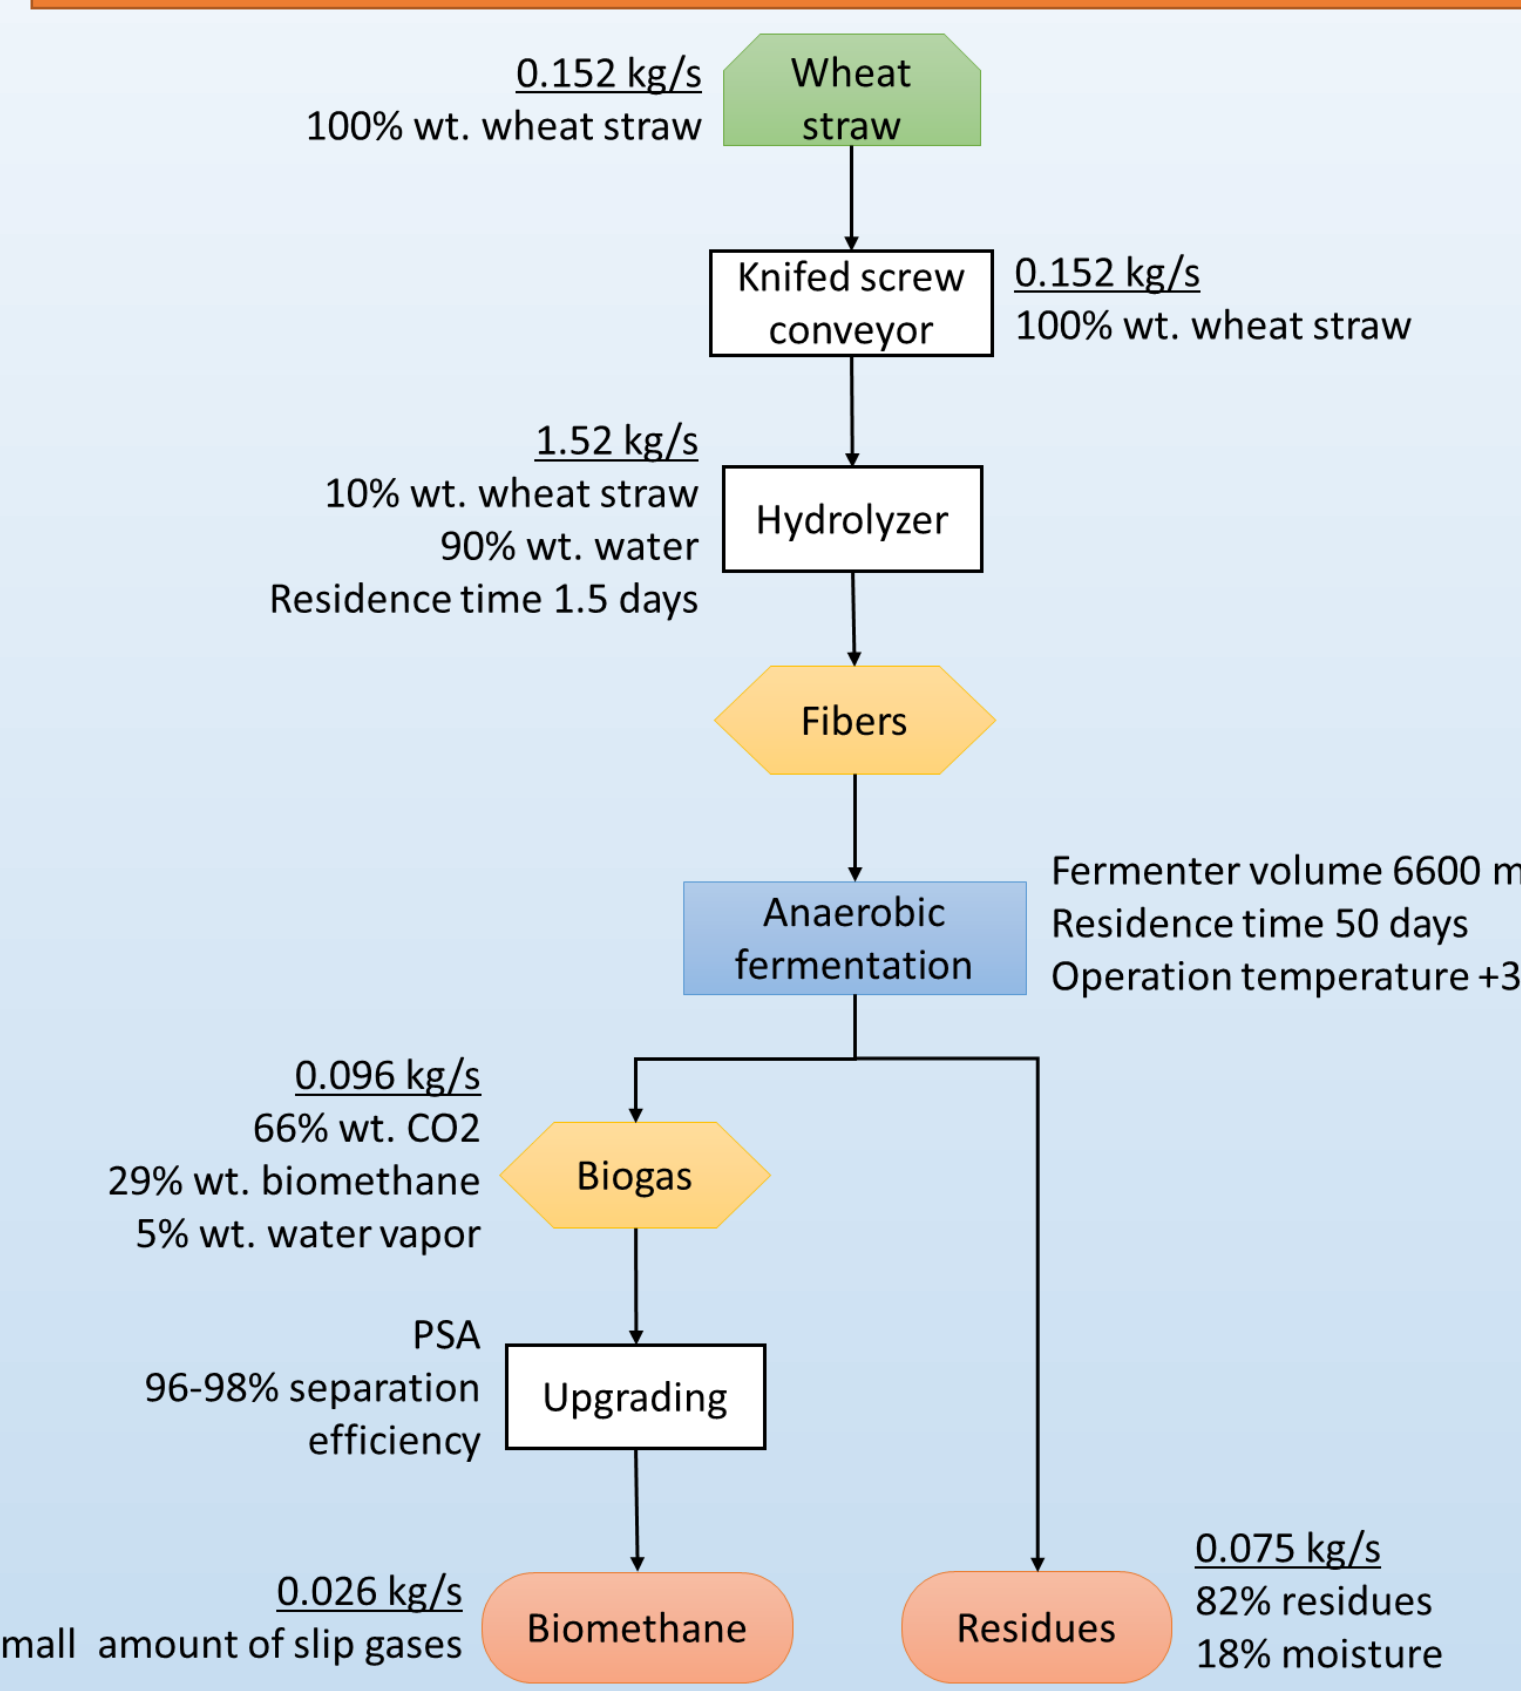 0.152 kg/s
100% wt. wheat straw
Wheat
straw
Knifed screw
conveyor
0.152 kg/s
100% wt. wheat straw
1.52 kg/s
10% wt. wheat straw
90% wt. water
Residence time 1.5 days
Hydrolyzer
Fibers
Anaerobic
fermentation
Fermenter volume 6600 m
Residence time 50 days
Operation temperature +3
0.096 kg/s
66% wt. CO2
29% wt. biomethane
5% wt. water vapor
Biogas
PSA
96-98% separation
efficiency
Upgrading
0.026 kg/s
mall amount of slip gases
Biomethane
Residues
0.075 kg/s
82% residues
18% moisture